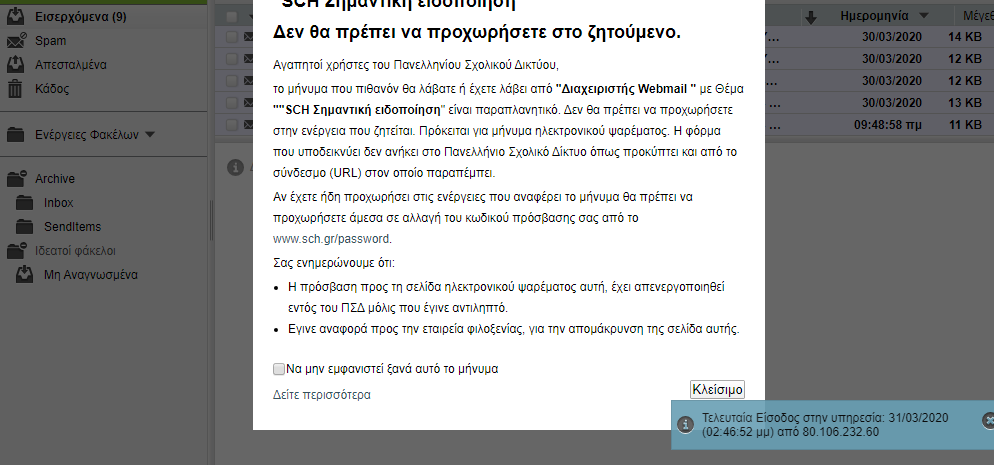 Εισερχόμενα (9)
Spam
Απεσταλμένα
Κάδος
Ενέργειες Φακέλων
Archive
Inbox
SendItems
Ιδεατοί φάκελοι
Μη Αναγνωσμένα
Ημερομηνία
30/03/2020 14 KB
30/03/2020 12 KB
30/03/2020 12 KB
30/03/2020 13 KB
09:48:58 πμ 11 KB
"SCH Σημαντική ειδοποίηση"
Δεν θα πρέπει να προχωρήσετε στο ζητούμενο.
Αγαπητοί χρήστες του Πανελληνίου Σχολικού Δικτύου,
το μήνυμα που πιθανόν θα λάβατε ή έχετε λάβει από "Διαχειριστής Webmail " με Θέμα
""SCH Σημαντική ειδοποίηση" είναι παραπλανητικό. Δεν θα πρέπει να προχωρήσετε
στην ενέργεια που ζητείται. Πρόκειται για μήνυμα ηλεκτρονικού ψαρέματος. Η φόρμα
που υποδεικνύει δεν ανήκει στο Πανελλήνιο Σχολικό Δίκτυο όπως προκύπτει και από το
σύνδεσμο (URL) στον οποίο παραπέμπει.
Αν έχετε ήδη προχωρήσει στις ενέργειες που αναφέρει το μήνυμα θα πρέπει να
προχωρήσετε άμεσα σε αλλαγή του κωδικού πρόσβασης σας από το
www.sch.gr/password.
Σας ενημερώνουμε ότι:
• Η πρόσβαση προς τη σελίδα ηλεκτρονικού ψαρέματος αυτή, έχει απενεργοποιηθεί
εντός του ΠΣΔ μόλις που έγινε αντιληπτό.
• Εγινε αναφορά προς την εταιρεία φιλοξενίας, για την απομάκρυνση της σελίδα αυτής.
Να μην εμφανιστεί ξανά αυτό το μήνυμα
Δείτε περισσότερα
Κλείσιμο
Τελευταία Είσοδος στην υπηρεσία: 31/03/2020
(02:46:52 μμ) από 80.106.232.60